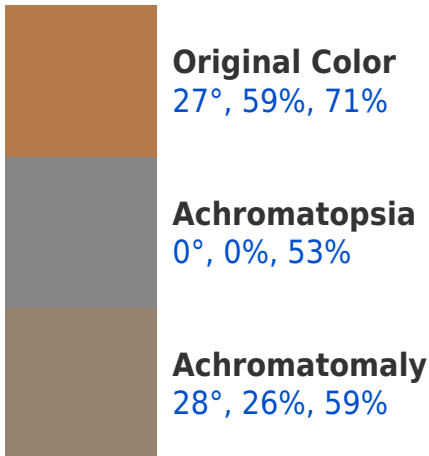 Original Color
27°, 59%, 71%
Achromatopsia
0°, 0%, 53%
Achromatomaly
28°, 26%, 59%